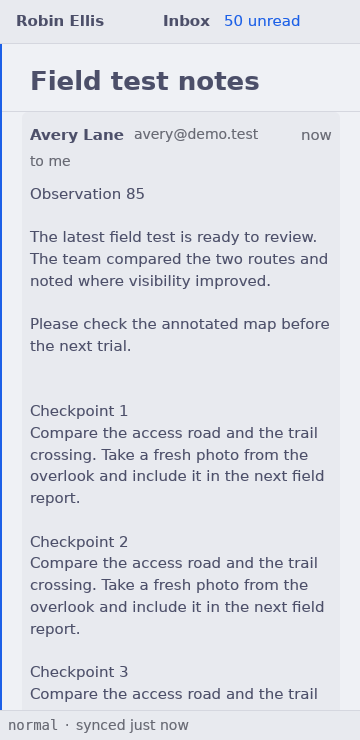 Robin Ellis Inbox 50 unread
Field test notes
Avery Lane avery@demo.test now
to me
Observation 85
The latest field test is ready to review.
The team compared the two routes and
noted where visibility improved.
Please check the annotated map before
the next trial.
Checkpoint 1
Compare the access road and the trail
crossing. Take a fresh photo from the
overlook and include it in the next field
report.
Checkpoint 2
Compare the access road and the trail
crossing. Take a fresh photo from the
overlook and include it in the next field
report.
Checkpoint 3
Compare the access road and the trail
normal · synced just now